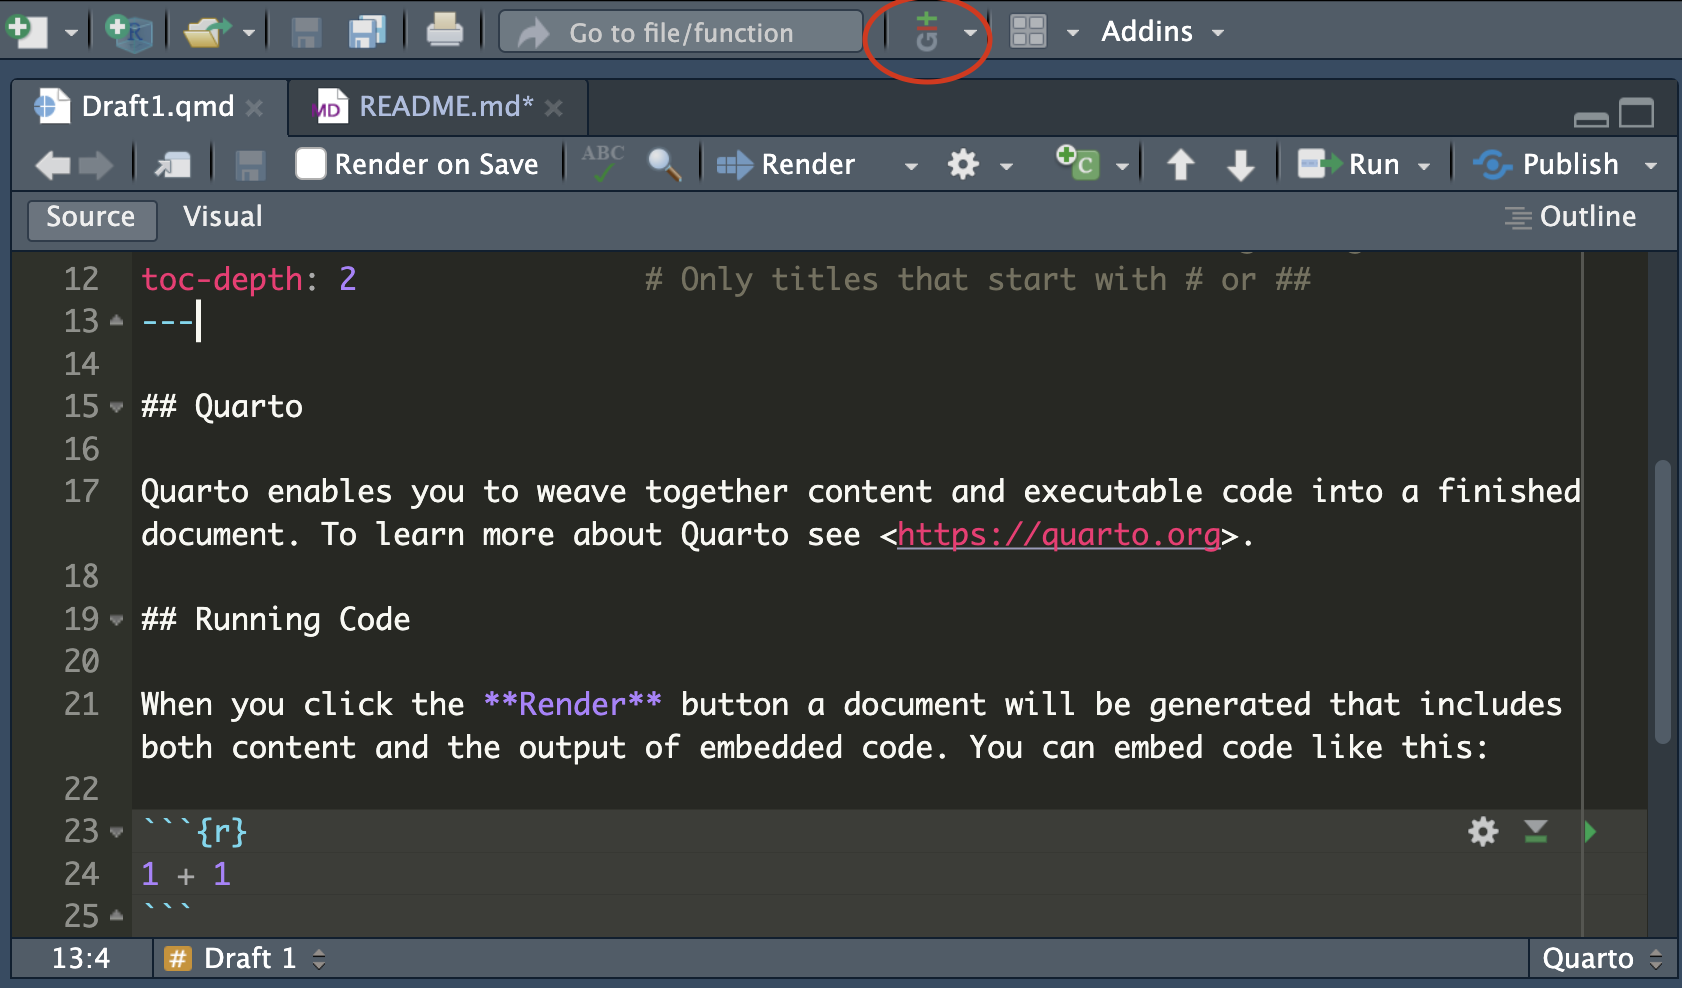 Go to file/function Git Addins
Draft1.qmd README.md*
Render on Save ABC Render Run Publish
Source Visual Outline
12 toc-depth: 2 # Only titles that start with # or ##
13 ---
14
15 ## Quarto
16
17 Quarto enables you to weave together content and executable code into a finished
document. To learn more about Quarto see <https://quarto.org>.
18
19 ## Running Code
20
21 When you click the **Render** button a document will be generated that includes
both content and the output of embedded code. You can embed code like this:
22
23 ```{r}
24 1 + 1
25 ```
13:4 # Draft 1 Quarto